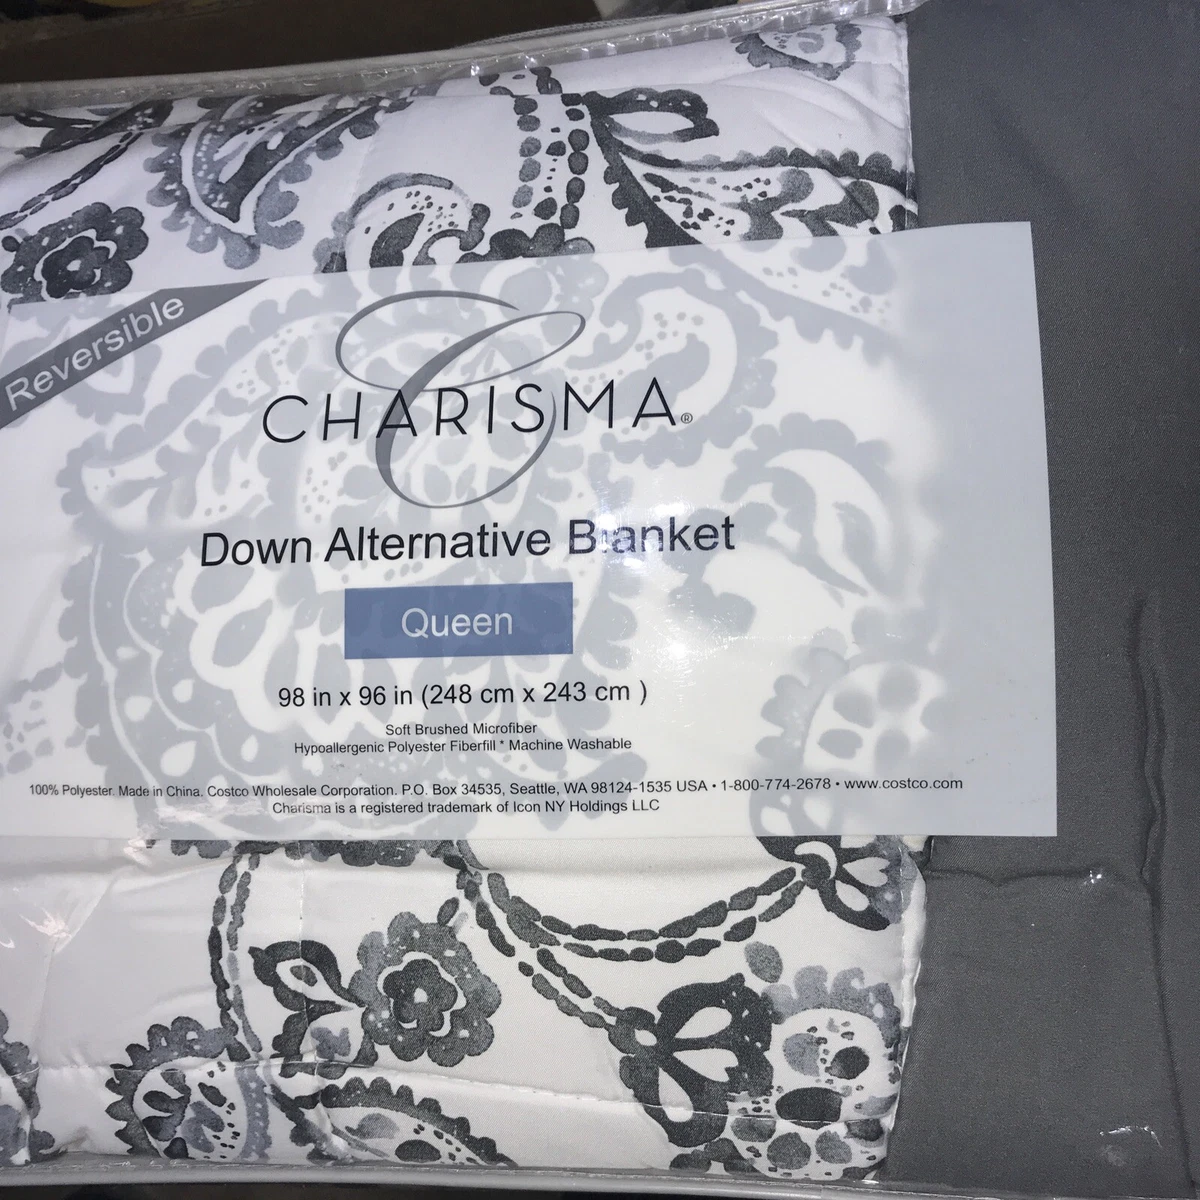 Reversible
CHARISMA®
Down Alternative Blanket
Queen
98 in x 96 in (248 cm x 243 cm )
Soft Brushed Microfiber
Hypoallergenic Polyester Fiberfill * Machine Washable
100% Polyester. Made in China. Costco Wholesale Corporation. P.O. Box 34535, Seattle, WA 98124-1535 USA • 1-800-774-2678 • www.costco.com
Charisma is a registered trademark of Icon NY Holdings LLC